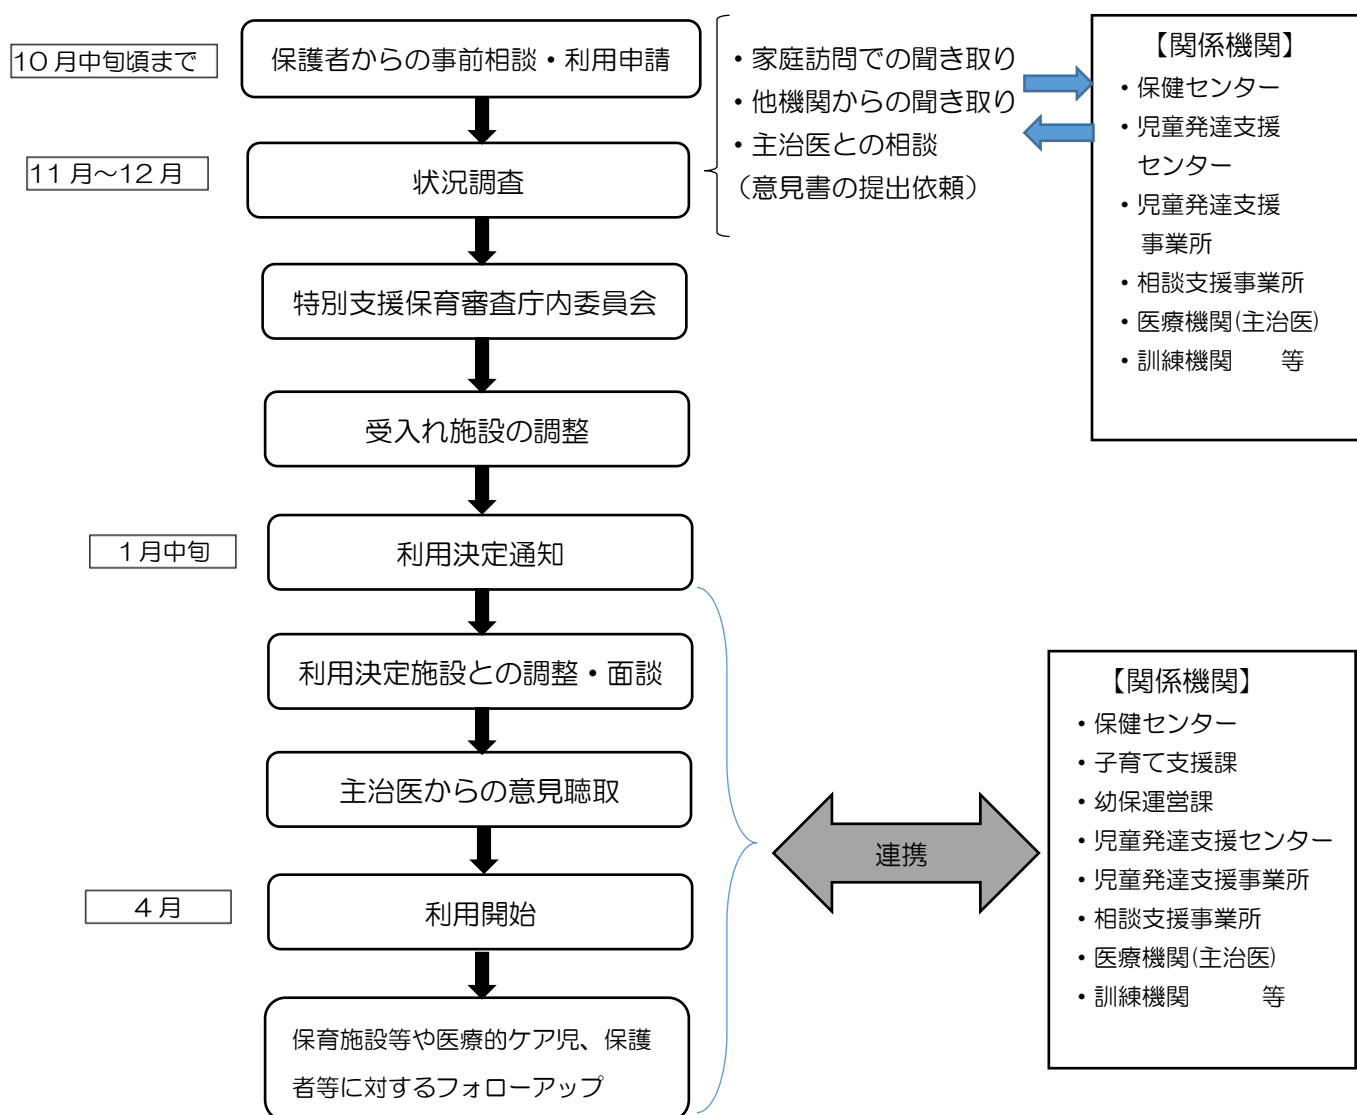 10月中旬頃まで
保護者からの事前相談・利用申請
・家庭訪問での聞き取り
・他機関からの聞き取り
・主治医との相談
(意見書の提出依頼)
【関係機関】
・保健センター
・児童発達支援
センター
・児童発達支援
事業所
・相談支援事業所
・医療機関(主治医)
・訓練機関　　等
11月～12月
状況調査
特別支援保育審査庁内委員会
受入れ施設の調整
1月中旬
利用決定通知
利用決定施設との調整・面談
主治医からの意見聴取
4月
利用開始
保育施設等や医療的ケア児、保護
者等に対するフォローアップ
連携
【関係機関】
・保健センター
・子育て支援課
・幼保運営課
・児童発達支援センター
・児童発達支援事業所
・相談支援事業所
・医療機関(主治医)
・訓練機関　　　等